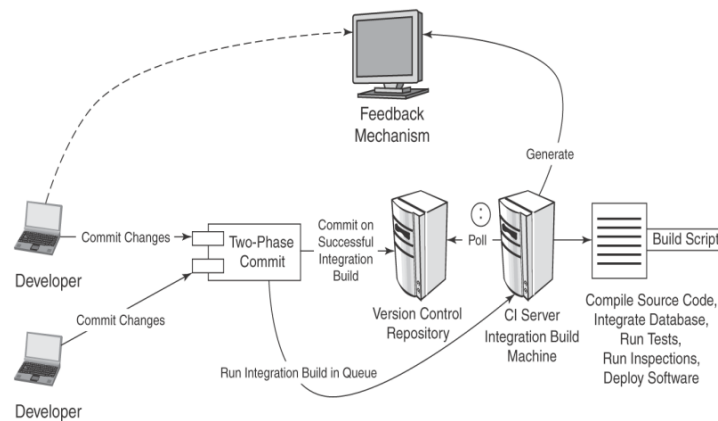 Feedback
Mechanism
Generate
Commit Changes
Two-Phase
Commit
Commit on
Successful
Integration
Build
Poll
Build Script
Developer
Commit Changes
Version Control
Repository
CI Server
Integration Build
Machine
Compile Source Code,
Integrate Database,
Run Tests,
Run Inspections,
Deploy Software
Run Integration Build in Queue
Developer